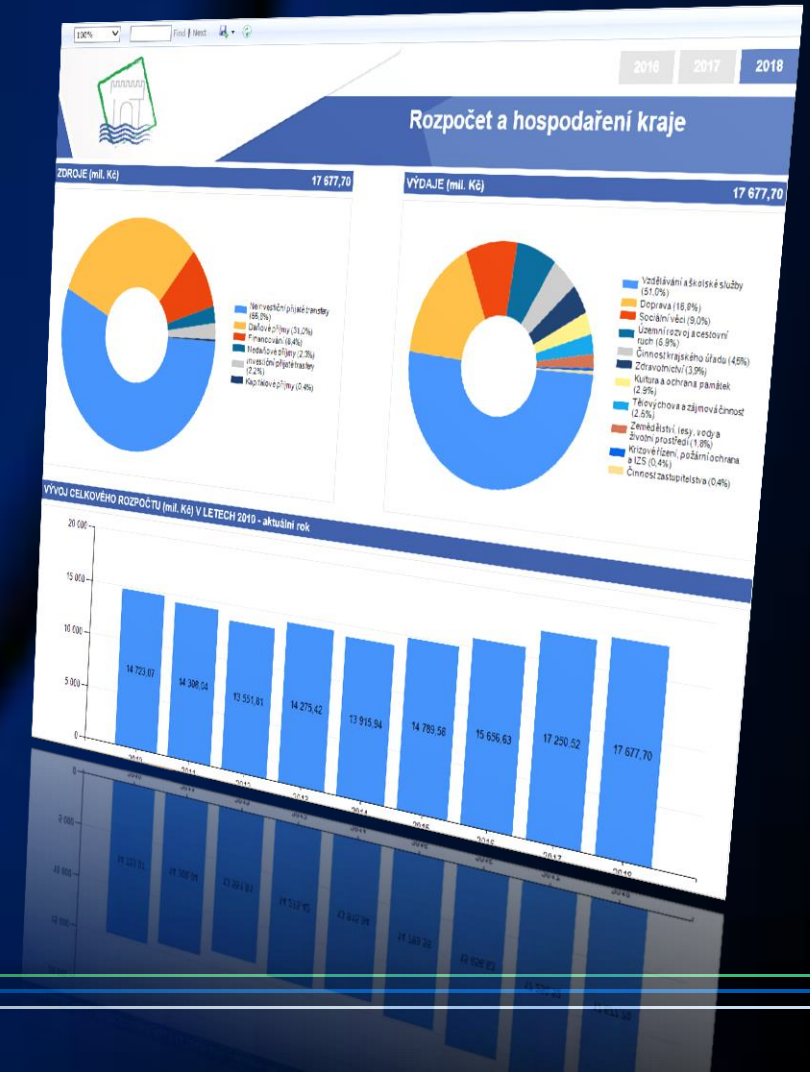 100%
Find | Next
2016 2017 2018
Rozpočet a hospodaření kraje
ZDROJE (mil. Kč) 17 677,70
Neinvestiční přijaté transfery
Daňové příjmy (31,0%)
Financování (8,4%)
Nedaňové příjmy (2,3%)
Investiční přijaté trasfery
(2,2%)
Kapitálové příjmy (0,4%)
VÝDAJE (mil. Kč) 17 677,70
Vzdělávání a školské služby
(51,0%)
Doprava (16,6%)
Sociální věci (9,0%)
Územní rozvoj a cestovní
ruch (6,9%)
Činnost krajského úřadu (4,5%)
Zdravotnictví (3,9%)
Kultura a ochrana památek
(2,9%)
Tělovýchova a zájmová činnost
(2,6%)
Zemědělství, lesy, vody a
životní prostředí (1,8%)
Krizové řízení, požární ochrana
a IZS (0,4%)
Činnost zastupitelstva (0,4%)
VÝVOJ CELKOVÉHO ROZPOČTU (mil. Kč) V LETECH 2010 - aktuální rok
20 000
15 000
10 000
5 000
0
14 723,07
14 308,04
13 551,81
14 275,42
13 915,94
14 789,58
15 656,63
17 250,52
17 677,70
2010 2011 2012 2013 2014 2015 2016 2017 2018